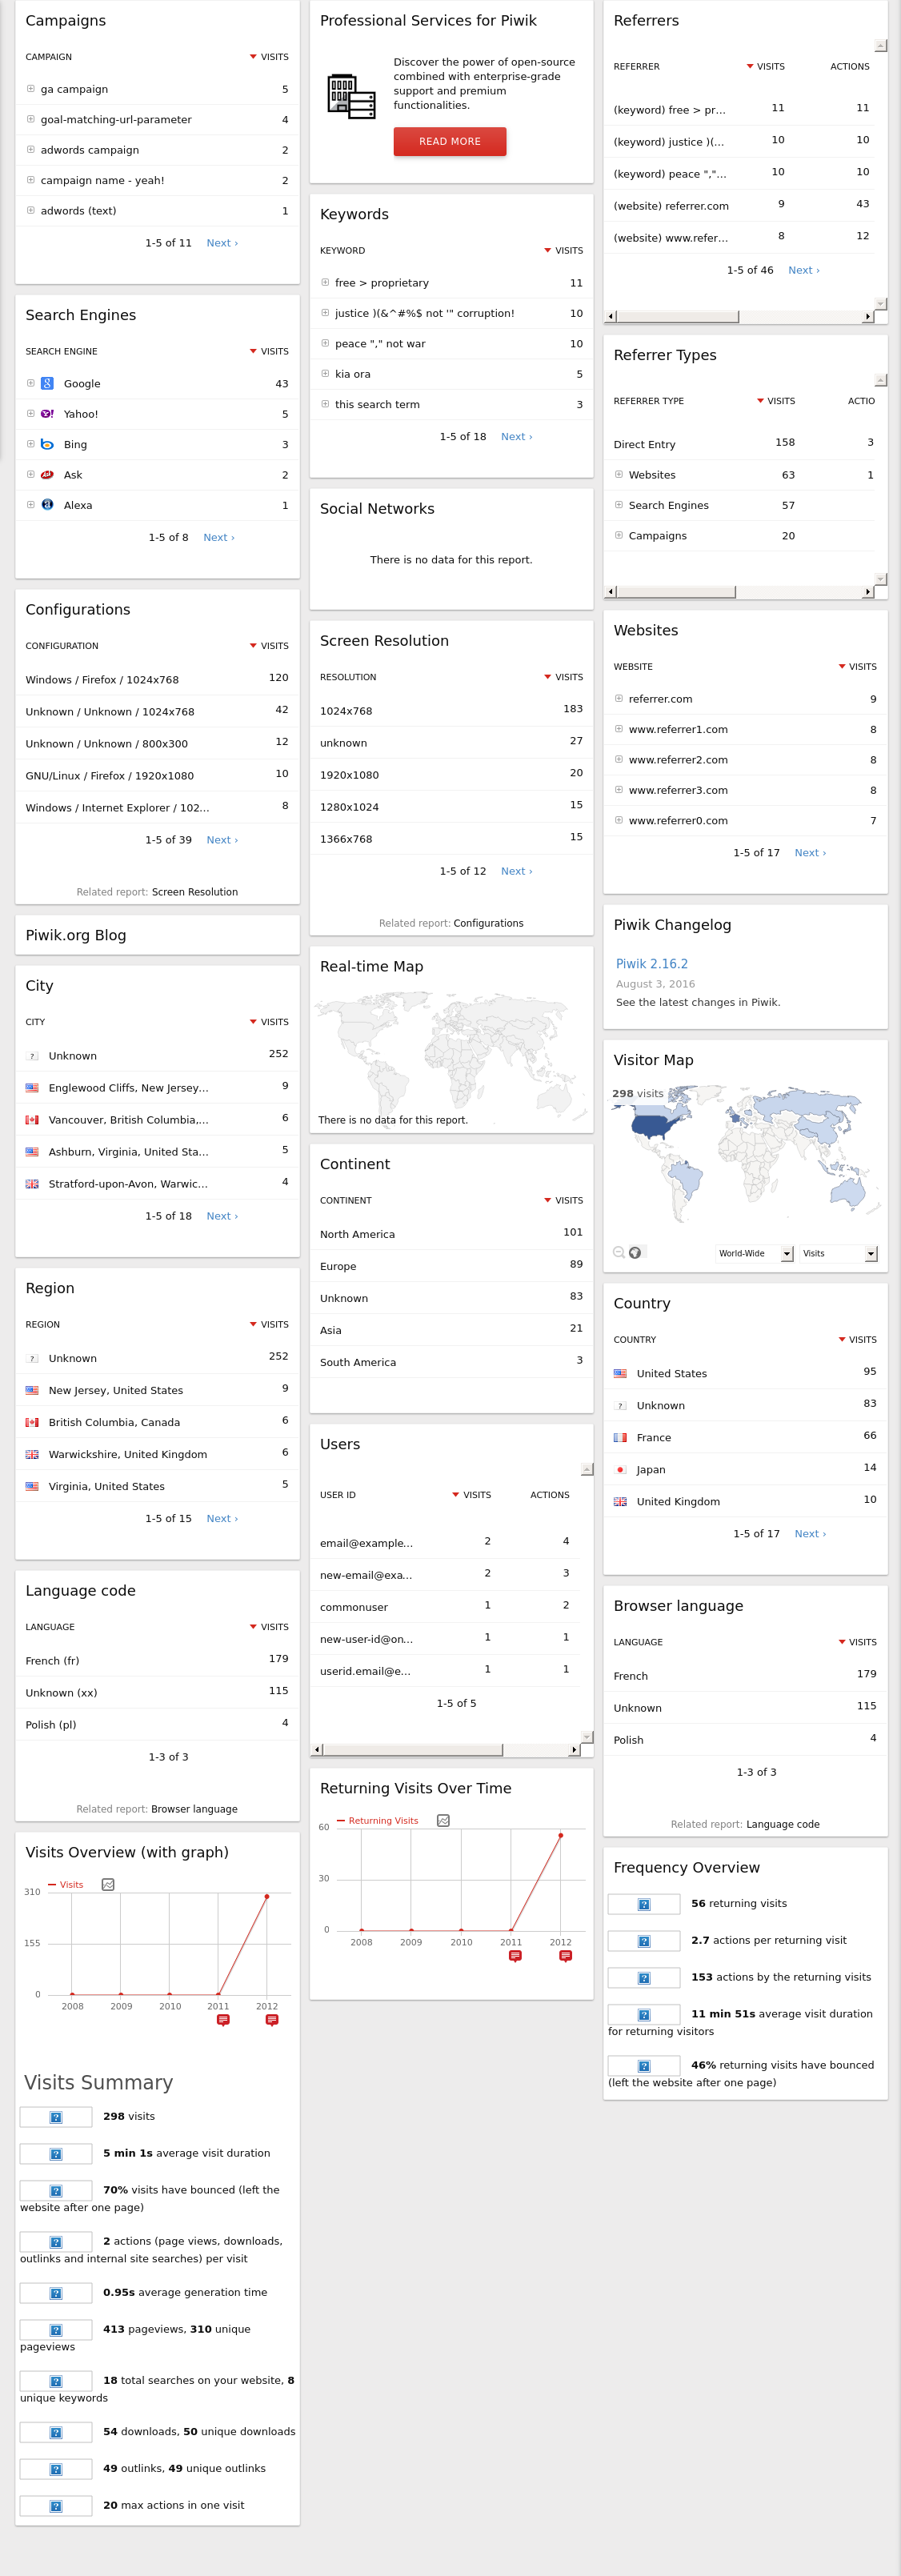 Campaigns
CAMPAIGN VISITS
ga campaign 5
goal-matching-url-parameter 4
adwords campaign 2
campaign name - yeah! 2
adwords (text) 1
1-5 of 11 Next ›
Search Engines
SEARCH ENGINE VISITS
Google 43
Yahoo! 5
Bing 3
Ask 2
Alexa 1
1-5 of 8 Next ›
Configurations
CONFIGURATION VISITS
Windows / Firefox / 1024x768 120
Unknown / Unknown / 1024x768 42
Unknown / Unknown / 800x300 12
GNU/Linux / Firefox / 1920x1080 10
Windows / Internet Explorer / 102... 8
1-5 of 39 Next ›
Related report: Screen Resolution
Piwik.org Blog
City
CITY VISITS
Unknown 252
Englewood Cliffs, New Jersey... 9
Vancouver, British Columbia,... 6
Ashburn, Virginia, United Sta... 5
Stratford-upon-Avon, Warwic... 4
1-5 of 18 Next ›
Region
REGION VISITS
Unknown 252
New Jersey, United States 9
British Columbia, Canada 6
Warwickshire, United Kingdom 6
Virginia, United States 5
1-5 of 15 Next ›
Language code
LANGUAGE VISITS
French (fr) 179
Unknown (xx) 115
Polish (pl) 4
1-3 of 3
Related report: Browser language
Visits Overview (with graph)
Visits
310
155
0
2008 2009 2010 2011 2012
Visits Summary
298 visits
5 min 1s average visit duration
70% visits have bounced (left the
website after one page)
2 actions (page views, downloads,
outlinks and internal site searches) per visit
0.95s average generation time
413 pageviews, 310 unique
pageviews
18 total searches on your website, 8
unique keywords
54 downloads, 50 unique downloads
49 outlinks, 49 unique outlinks
20 max actions in one visit
Professional Services for Piwik
Discover the power of open-source
combined with enterprise-grade
support and premium
functionalities.
READ MORE
Keywords
KEYWORD VISITS
free > proprietary 11
justice )(&^#%$ not '" corruption! 10
peace "," not war 10
kia ora 5
this search term 3
1-5 of 18 Next ›
Social Networks
There is no data for this report.
Screen Resolution
RESOLUTION VISITS
1024x768 183
unknown 27
1920x1080 20
1280x1024 15
1366x768 15
1-5 of 12 Next ›
Related report: Configurations
Real-time Map
There is no data for this report.
Continent
CONTINENT VISITS
North America 101
Europe 89
Unknown 83
Asia 21
South America 3
Users
USER ID VISITS ACTIONS
email@example... 2 4
new-email@exa... 2 3
commonuser 1 2
new-user-id@on... 1 1
userid.email@e... 1 1
1-5 of 5
Returning Visits Over Time
Returning Visits
60
30
0
2008 2009 2010 2011 2012
Referrers
REFERRER VISITS ACTIONS
(keyword) free > pr... 11 11
(keyword) justice )(... 10 10
(keyword) peace ","... 10 10
(website) referrer.com 9 43
(website) www.refer... 8 12
1-5 of 46 Next ›
Referrer Types
REFERRER TYPE VISITS ACTIO
Direct Entry 158 3
Websites 63 1
Search Engines 57
Campaigns 20
Websites
WEBSITE VISITS
referrer.com 9
www.referrer1.com 8
www.referrer2.com 8
www.referrer3.com 8
www.referrer0.com 7
1-5 of 17 Next ›
Piwik Changelog
Piwik 2.16.2
August 3, 2016
See the latest changes in Piwik.
Visitor Map
298 visits
World-Wide Visits
Country
COUNTRY VISITS
United States 95
Unknown 83
France 66
Japan 14
United Kingdom 10
1-5 of 17 Next ›
Browser language
LANGUAGE VISITS
French 179
Unknown 115
Polish 4
1-3 of 3
Related report: Language code
Frequency Overview
56 returning visits
2.7 actions per returning visit
153 actions by the returning visits
11 min 51s average visit duration
for returning visitors
46% returning visits have bounced
(left the website after one page)